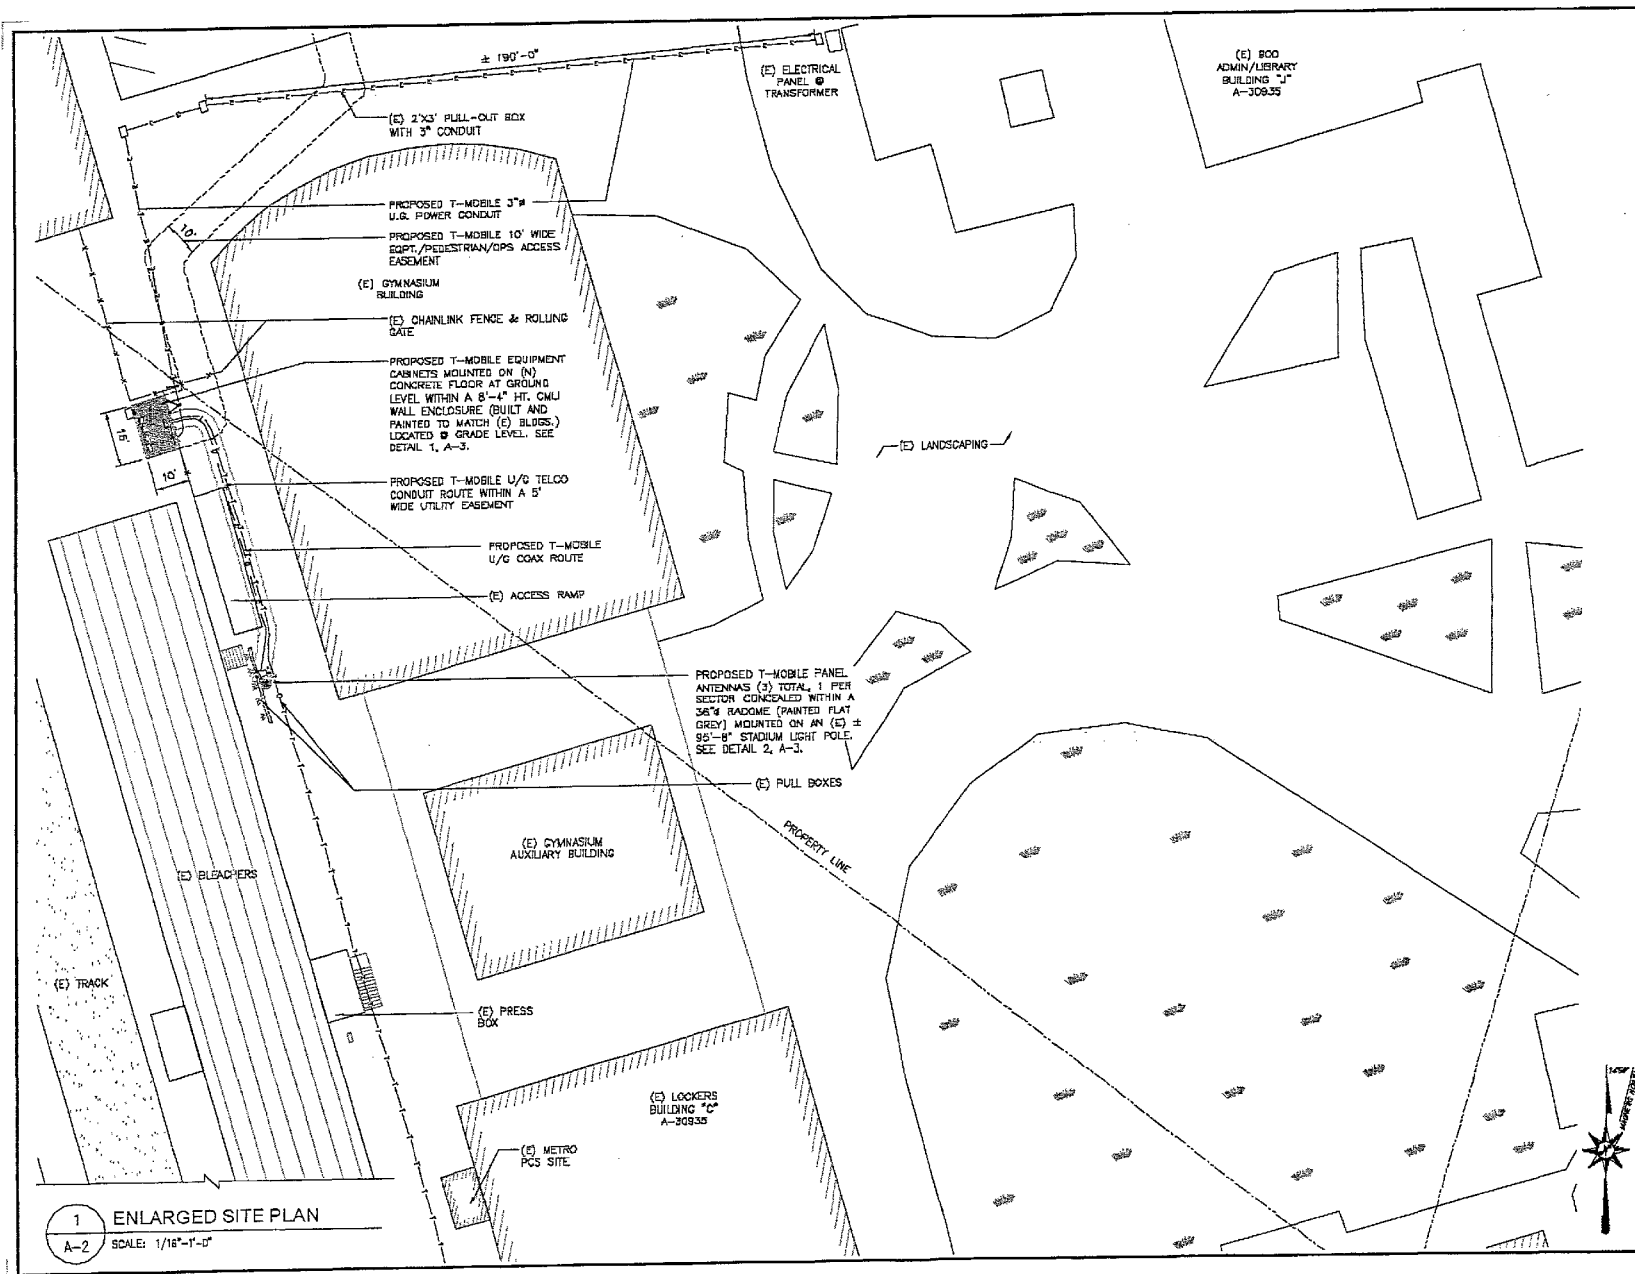 ± 190'-0"
(E) ELECTRICAL
PANEL @
TRANSFORMER
(E) 800
ADMIN/LIBRARY
BUILDING "J"
A-30935
(E) 2'X3' PULL-OUT BOX
WITH 3" CONDUIT
PROPOSED T-MOBILE 3"ø
U.G. POWER CONDUIT
10'
PROPOSED T-MOBILE 10' WIDE
EQPT./PEDESTRIAN/OPS ACCESS
EASEMENT
(E) GYMNASIUM
BUILDING
(E) CHAINLINK FENCE & ROLLING
GATE
PROPOSED T-MOBILE EQUIPMENT
CABINETS MOUNTED ON (N)
CONCRETE FLOOR AT GROUND
LEVEL WITHIN A 8'-4" HT. CMU
WALL ENCLOSURE (BUILT AND
PAINTED TO MATCH (E) BLDGS.)
LOCATED @ GRADE LEVEL. SEE
DETAIL 1, A-3.
15'
10'
(E) LANDSCAPING
PROPOSED T-MOBILE U/G TELCO
CONDUIT ROUTE WITHIN A 5'
WIDE UTILITY EASEMENT
PROPOSED T-MOBILE
U/G COAX ROUTE
(E) ACCESS RAMP
PROPOSED T-MOBILE PANEL
ANTENNAS (3) TOTAL, 1 PER
SECTOR CONCEALED WITHIN A
36"ø RADOME (PAINTED FLAT
GREY) MOUNTED ON AN (E) ±
95'-8" STADIUM LIGHT POLE.
SEE DETAIL 2, A-3.
(E) PULL BOXES
PROPERTY LINE
(E) GYMNASIUM
AUXILIARY BUILDING
(E) BLEACHERS
(E) TRACK
(E) PRESS
BOX
(E) LOCKERS
BUILDING "C"
A-30935
(E) METRO
PCS SITE
1
A-2
ENLARGED SITE PLAN
SCALE: 1/16"-1'-0"